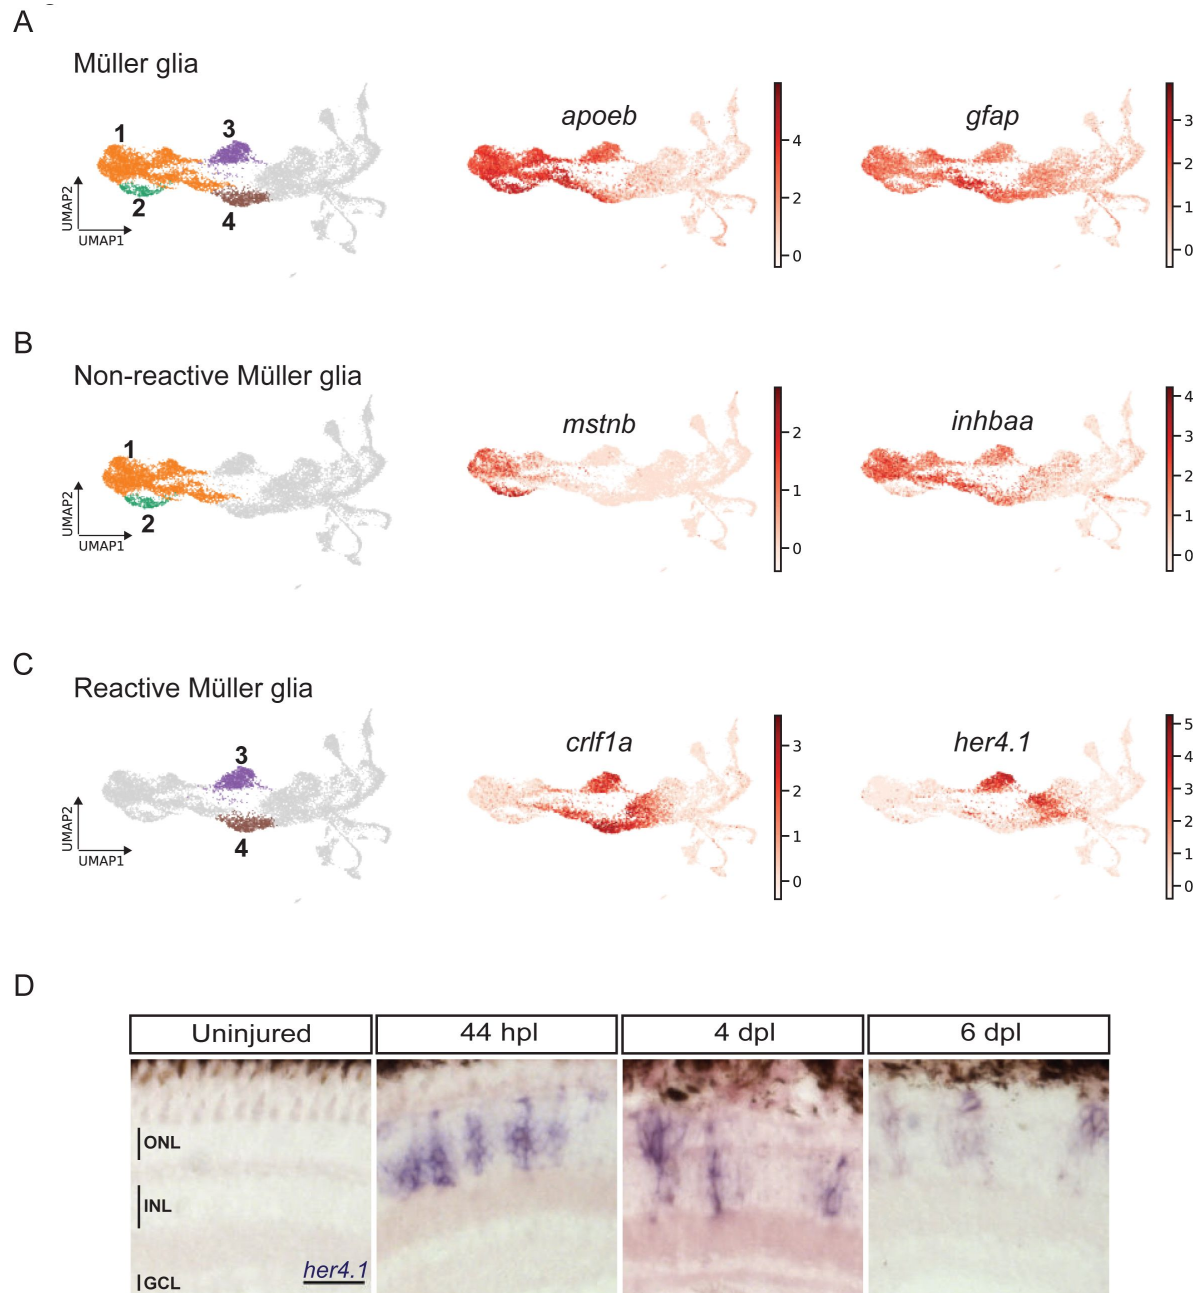 A
Müller glia
1
3
2
4
UMAP2
UMAP1
apoeb
4
2
0
gfap
3
2
1
0
B
Non-reactive Müller glia
1
2
UMAP2
UMAP1
mstnb
2
1
0
inhbaa
4
3
2
1
0
C
Reactive Müller glia
3
4
UMAP2
UMAP1
crlf1a
3
2
1
0
her4.1
5
4
3
2
1
0
D
Uninjured
44 hpl
4 dpl
6 dpl
ONL
INL
GCL
her4.1